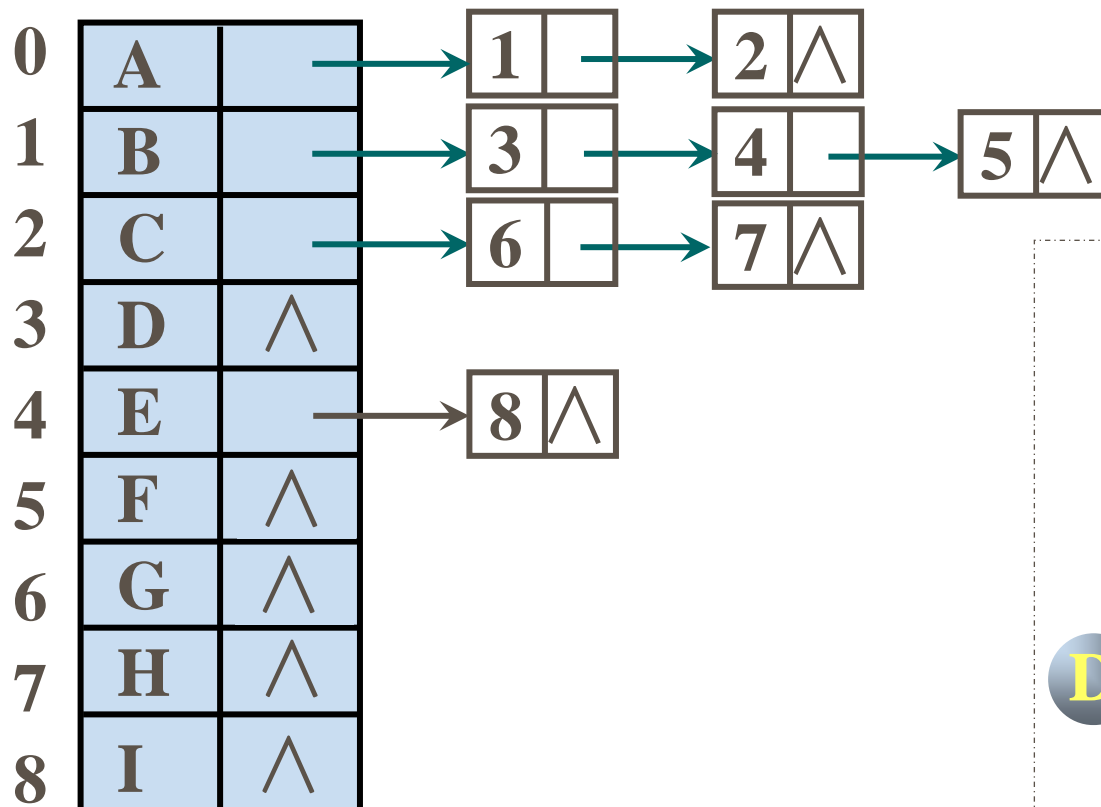 0 A 1 2 ∧
1 B 3 4 5 ∧
2 C 6 7 ∧
3 D ∧
4 E 8 ∧
5 F ∧
6 G ∧
7 H ∧
D
8 I ∧